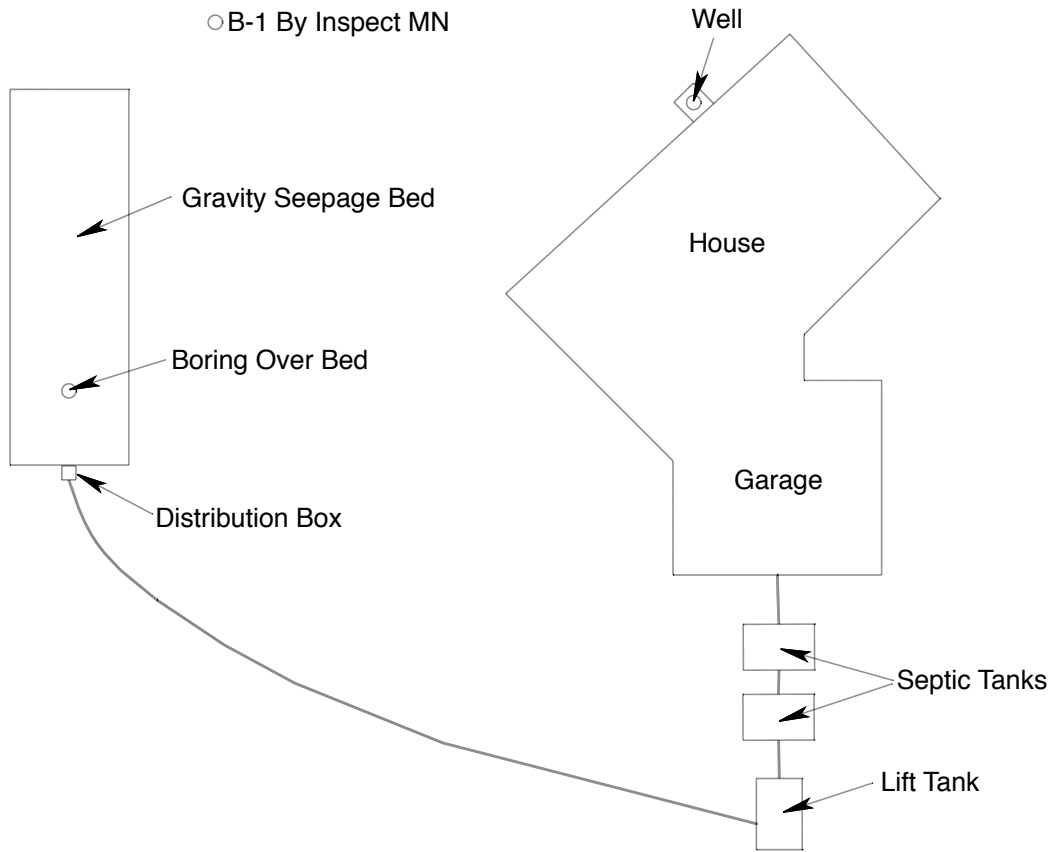 B-1 By Inspect MN
Well
Gravity Seepage Bed
House
Boring Over Bed
Garage
Distribution Box
Septic Tanks
Lift Tank